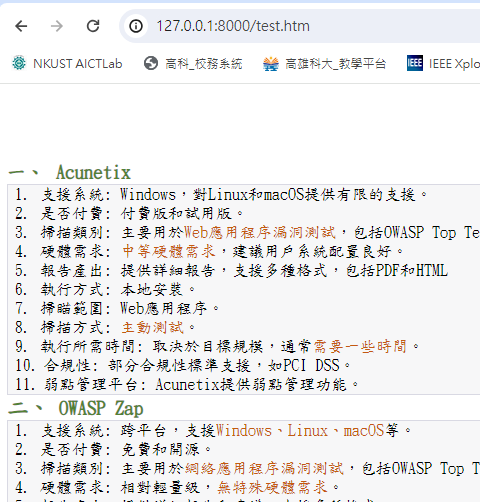 127.0.0.1:8000/test.htm
NKUST AICTLab 高科_校務系統 高雄科大_教學平台 IEEE IEEE Xplo
一、 Acunetix
1. 支援系統: Windows，對Linux和macOS提供有限的支援。
2. 是否付費: 付費版和試用版。
3. 掃描類別: 主要用於Web應用程序漏洞測試，包括OWASP Top Te
4. 硬體需求: 中等硬體需求，建議用戶系統配置良好。
5. 報告產出: 提供詳細報告，支援多種格式，包括PDF和HTML
6. 執行方式: 本地安裝。
7. 掃瞄範圍: Web應用程序。
8. 掃描方式: 主動測試。
9. 執行所需時間: 取決於目標規模，通常需要一些時間。
10. 合規性: 部分合規性標準支援，如PCI DSS。
11. 弱點管理平台: Acunetix提供弱點管理功能。
二、 OWASP Zap
1. 支援系統: 跨平台，支援Windows、Linux、macOS等。
2. 是否付費: 免費和開源。
3. 掃描類別: 主要用於網絡應用程序漏洞測試，包括OWASP Top
4. 硬體需求: 相對輕量級，無特殊硬體需求。